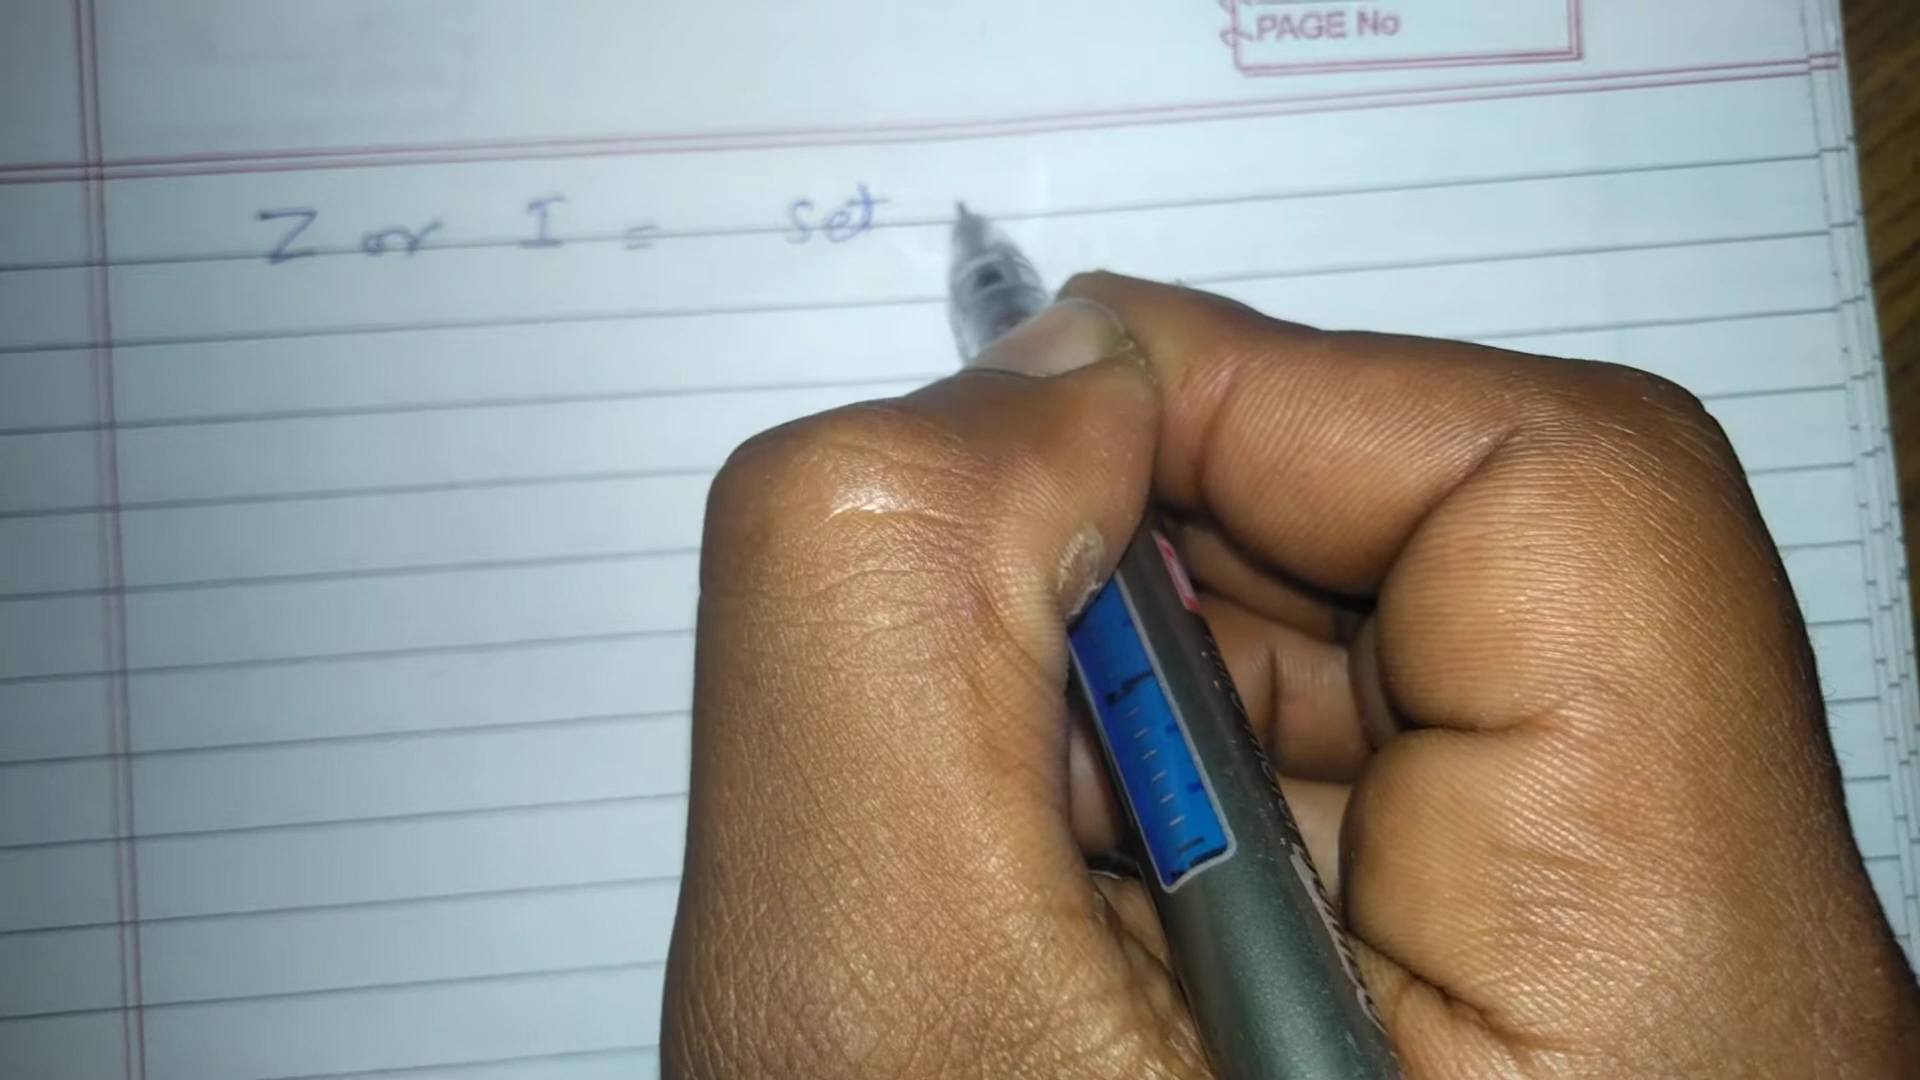 PAGE No
Z or I = set